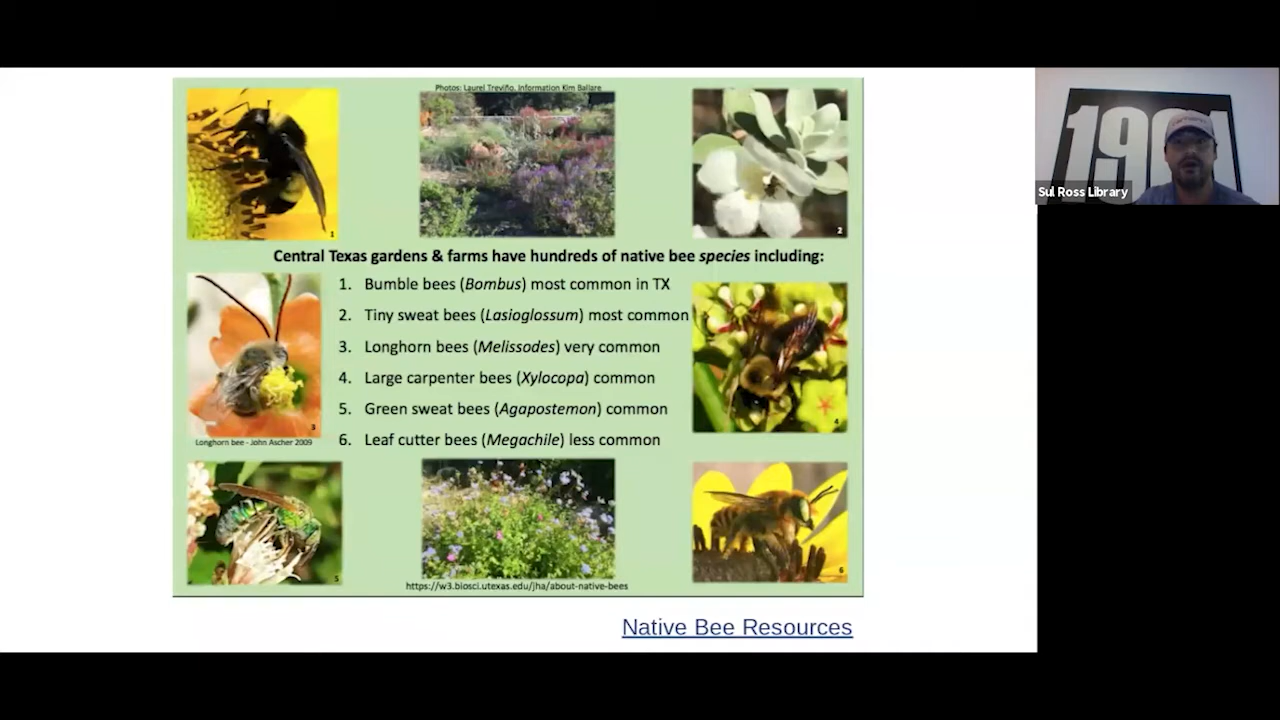 Photos: Laurel Treviño, Information Kim Ballare
1
2
Central Texas gardens & farms have hundreds of native bee species including:
1. Bumble bees (Bombus) most common in TX
2. Tiny sweat bees (Lasioglossum) most common
3. Longhorn bees (Melissodes) very common
4. Large carpenter bees (Xylocopa) common
5. Green sweat bees (Agapostemon) common
6. Leaf cutter bees (Megachile) less common
3
4
Longhorn bee - John Ascher 2009
5
6
https://w3.biosci.utexas.edu/jha/about-native-bees
Native Bee Resources
Sul Ross Library